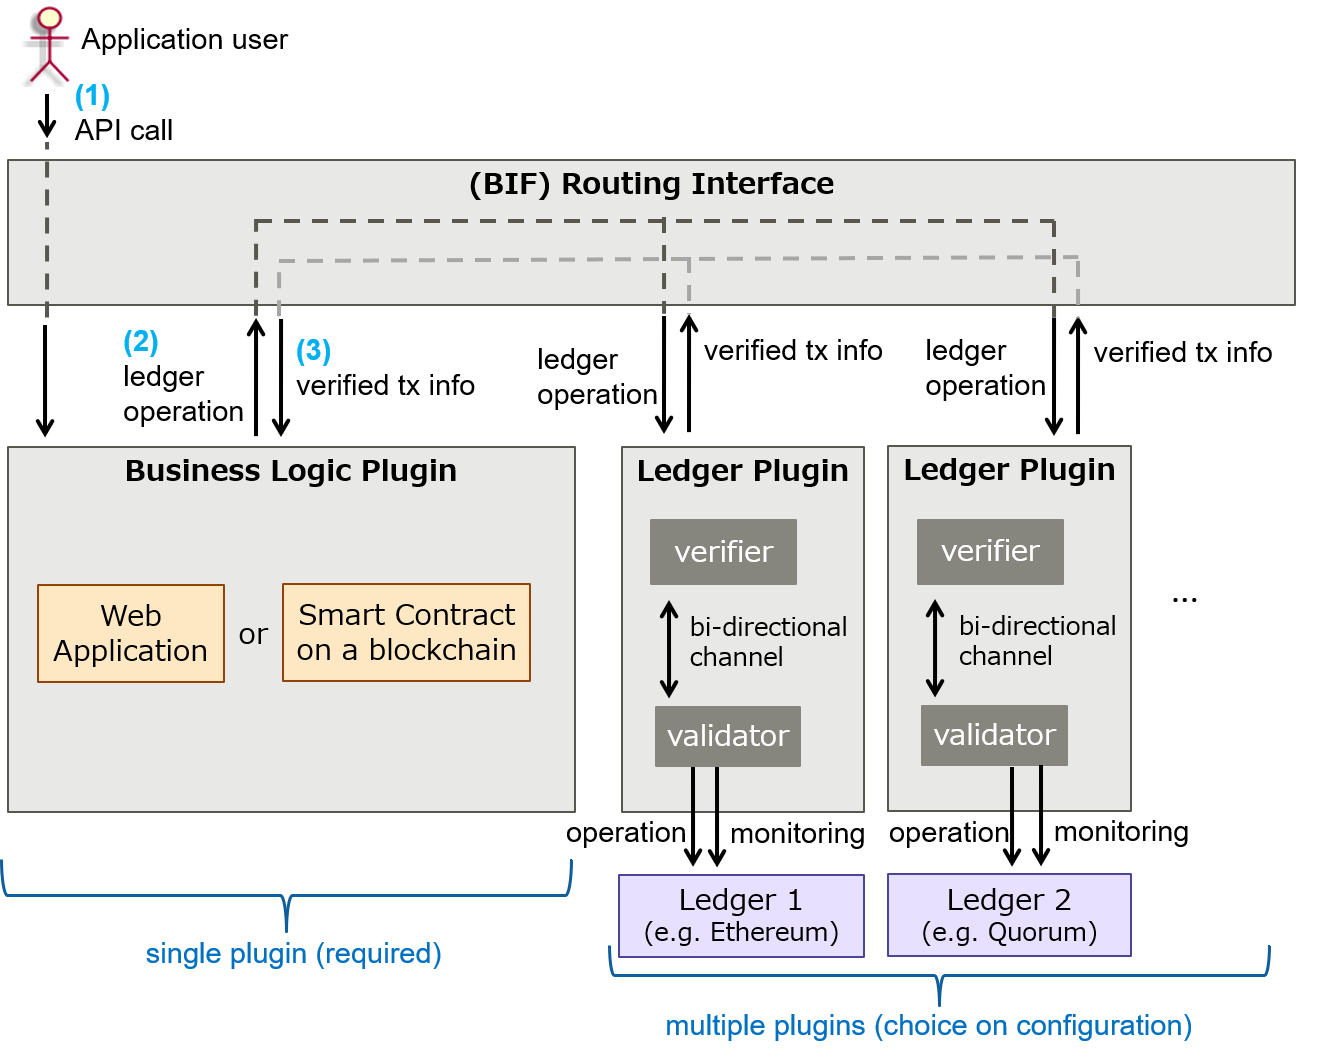 Application user
(1)
API call
(BIF) Routing Interface
(2)
ledger
operation
(3)
verified tx info
ledger
operation
verified tx info
ledger
operation
verified tx info
Business Logic Plugin
Web
Application
or
Smart Contract
on a blockchain
Ledger Plugin
verifier
bi-directional
channel
validator
Ledger Plugin
verifier
bi-directional
channel
validator
...
operation
monitoring
operation
monitoring
Ledger 1
(e.g. Ethereum)
Ledger 2
(e.g. Quorum)
single plugin (required)
multiple plugins (choice on configuration)